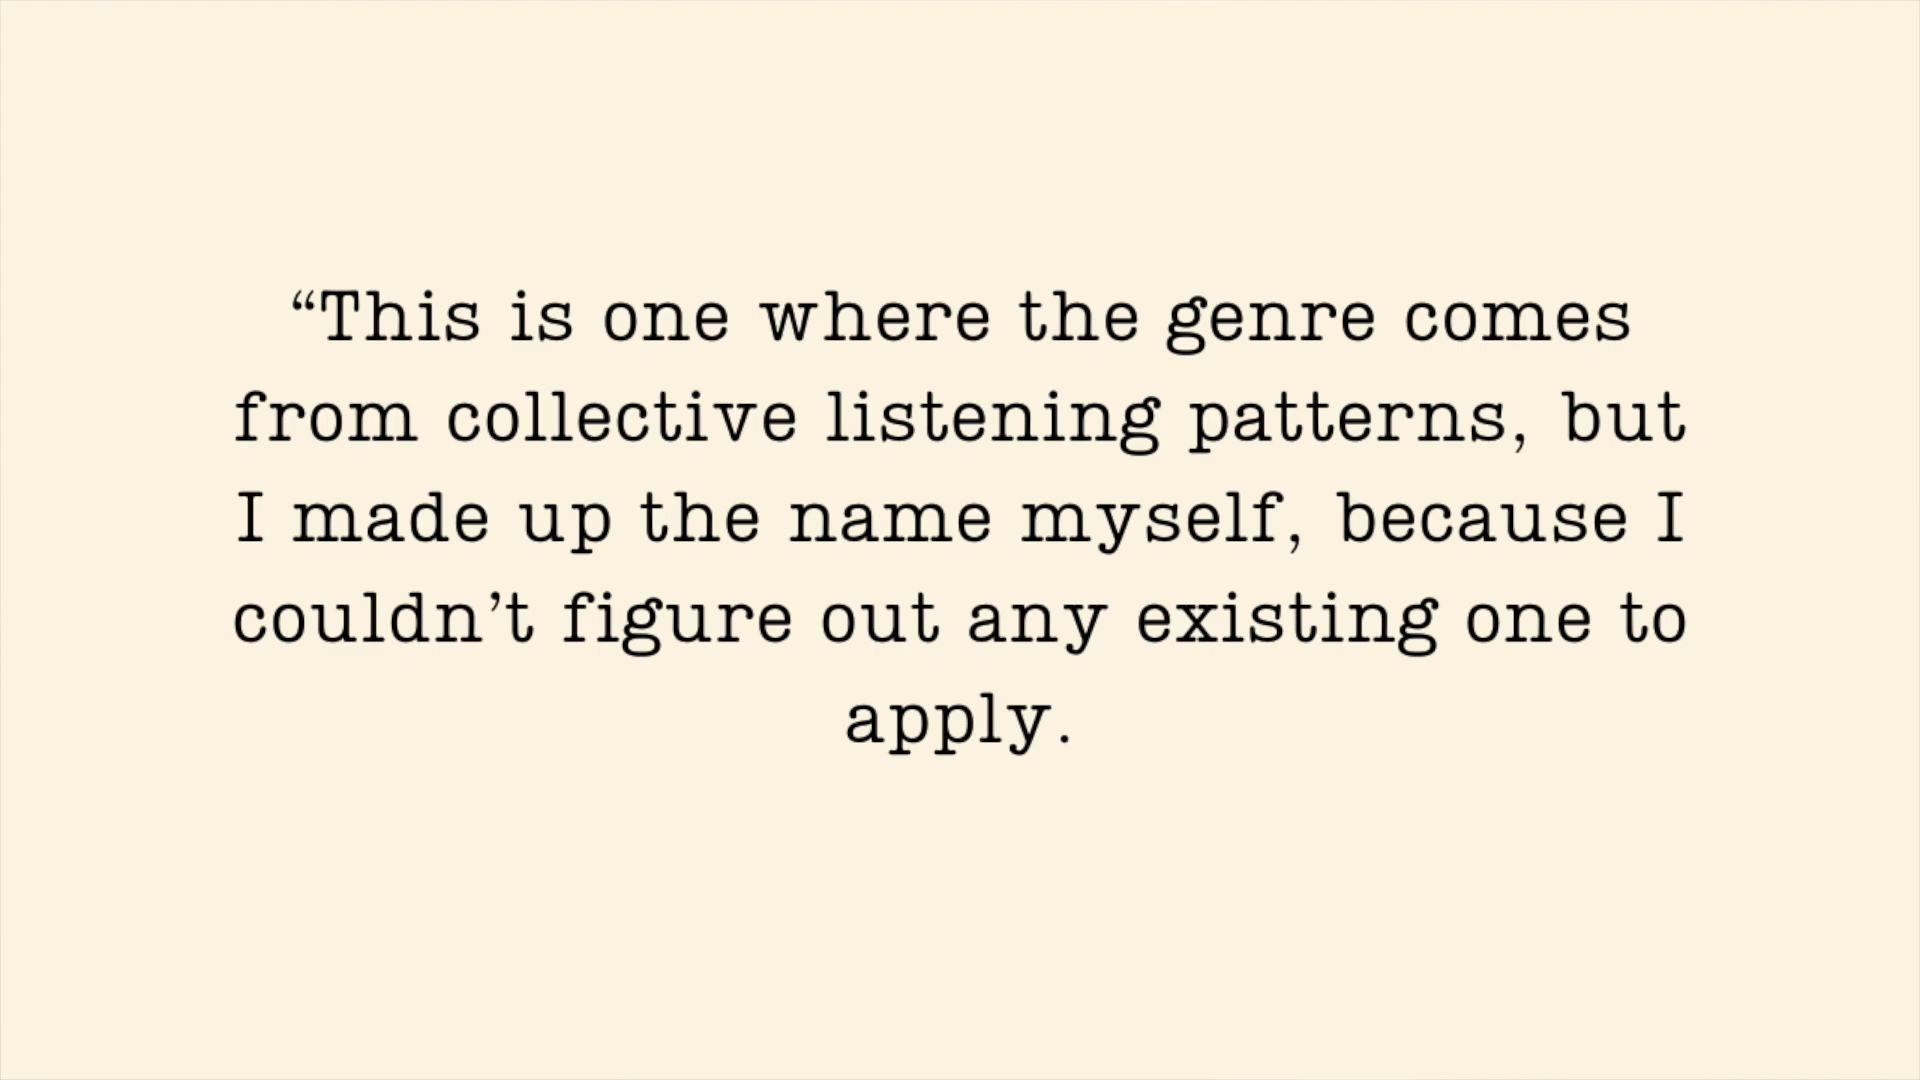 “This is one where the genre comes
from collective listening patterns, but
I made up the name myself, because I
couldn’t figure out any existing one to
apply.